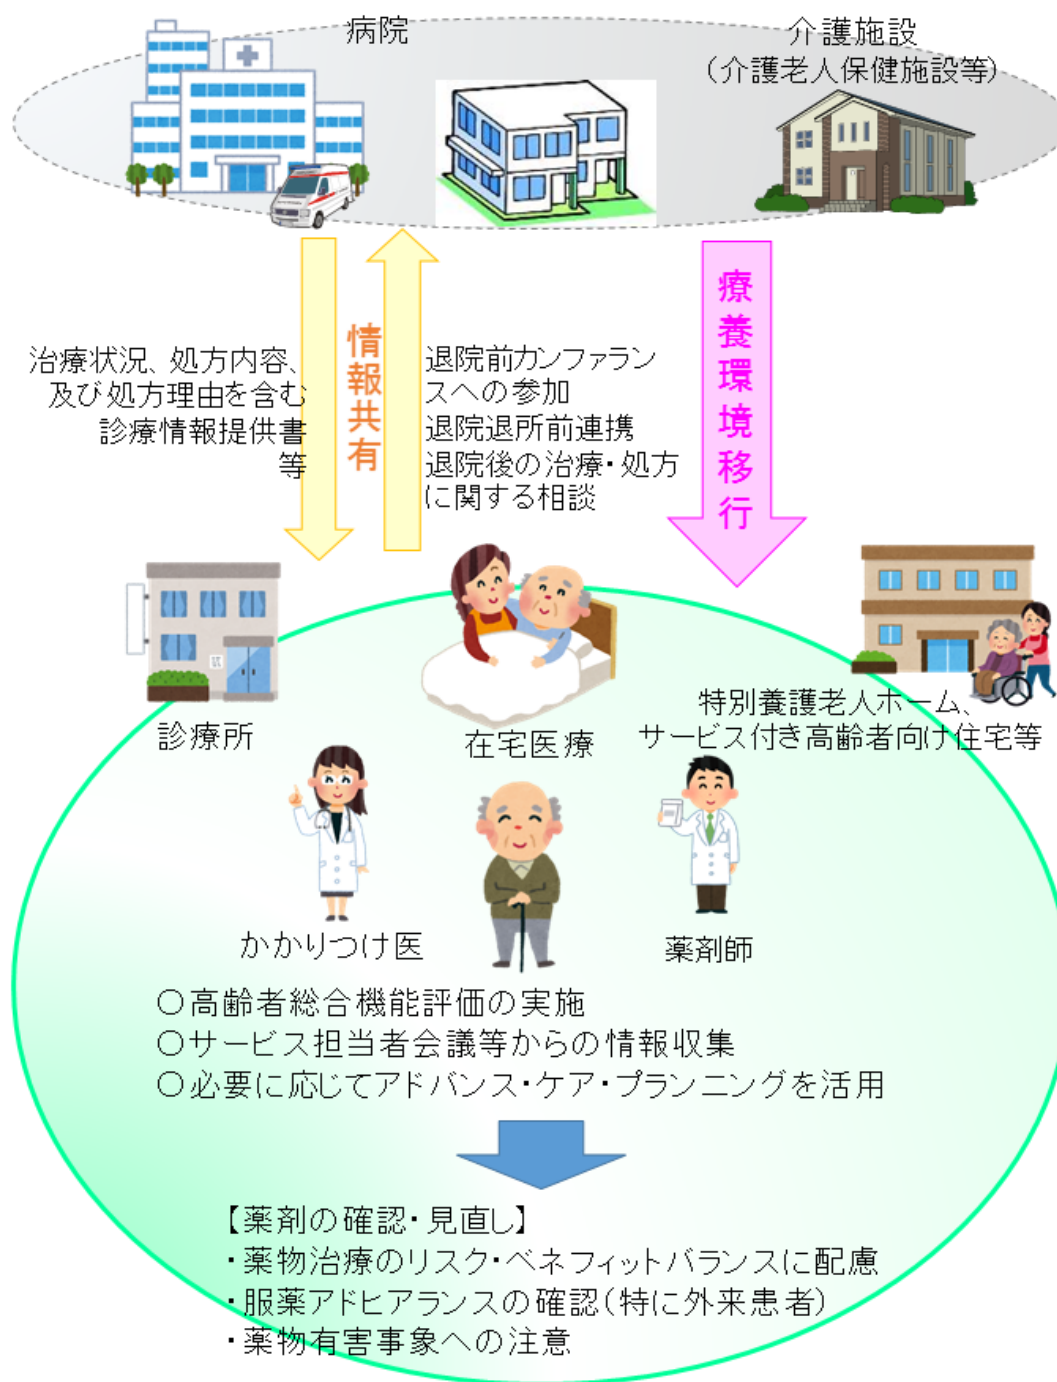 病院
介護施設
（介護老人保健施設等）
治療状況、処方内容、
及び処方理由を含む
診療情報提供書
等
情報共有
退院前カンファラン
スへの参加
退院退所前連携
退院後の治療・処方
に関する相談
療養環境移行
診療所
在宅医療
特別養護老人ホーム、
サービス付き高齢者向け住宅等
かかりつけ医
薬剤師
○高齢者総合機能評価の実施
○サービス担当者会議等からの情報収集
○必要に応じてアドバンス・ケア・プランニングを活用
【薬剤の確認・見直し】
・薬物治療のリスク・ベネフィットバランスに配慮
・服薬アドヒアランスの確認（特に外来患者）
・薬物有害事象への注意